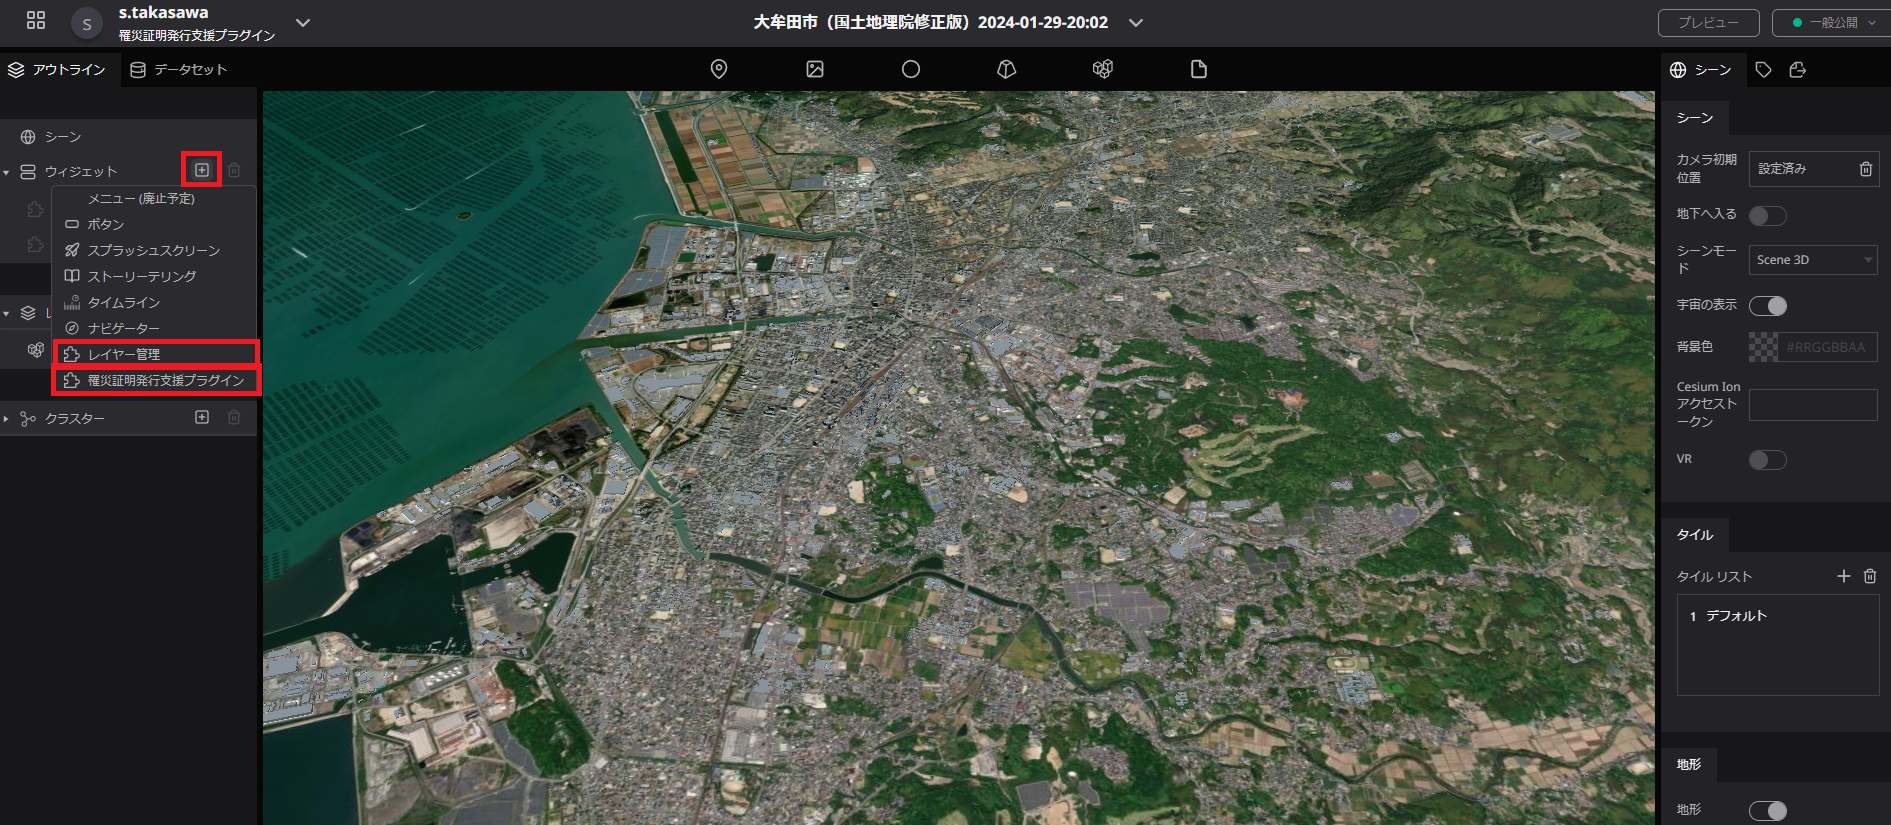 s.takasawa
S
罹災証明発行支援プラグイン
大牟田市（国土地理院修正版）2024-01-29-20:02
プレビュー
一般公開
アウトライン
データセット
シーン
ウィジェット
メニュー (廃止予定)
ボタン
スプラッシュスクリーン
ストーリーテリング
タイムライン
ナビゲーター
レイヤー管理
罹災証明発行支援プラグイン
クラスター
シーン
シーン
カメラ初期
位置
設定済み
地下へ入る
シーンモー
ド
Scene 3D
宇宙の表示
背景色
#RRGGBBAA
Cesium Ion
アクセスト
ークン
VR
タイル
タイル リスト
1 デフォルト
地形
地形